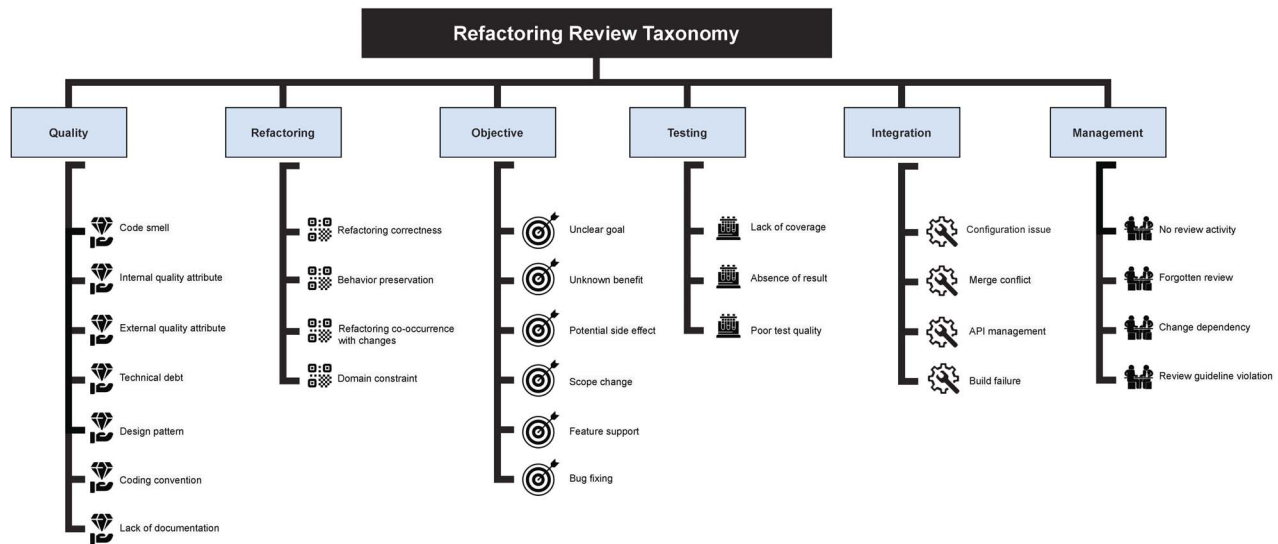 Refactoring Review Taxonomy
Quality
Refactoring
Objective
Testing
Integration
Management
Code smell
Internal quality attribute
External quality attribute
Technical debt
Design pattern
Coding convention
Lack of documentation
Refactoring correctness
Behavior preservation
Refactoring co-occurrence
with changes
Domain constraint
Unclear goal
Unknown benefit
Potential side effect
Scope change
Feature support
Bug fixing
Lack of coverage
Absence of result
Poor test quality
Configuration issue
Merge conflict
API management
Build failure
No review activity
Forgotten review
Change dependency
Review guideline violation